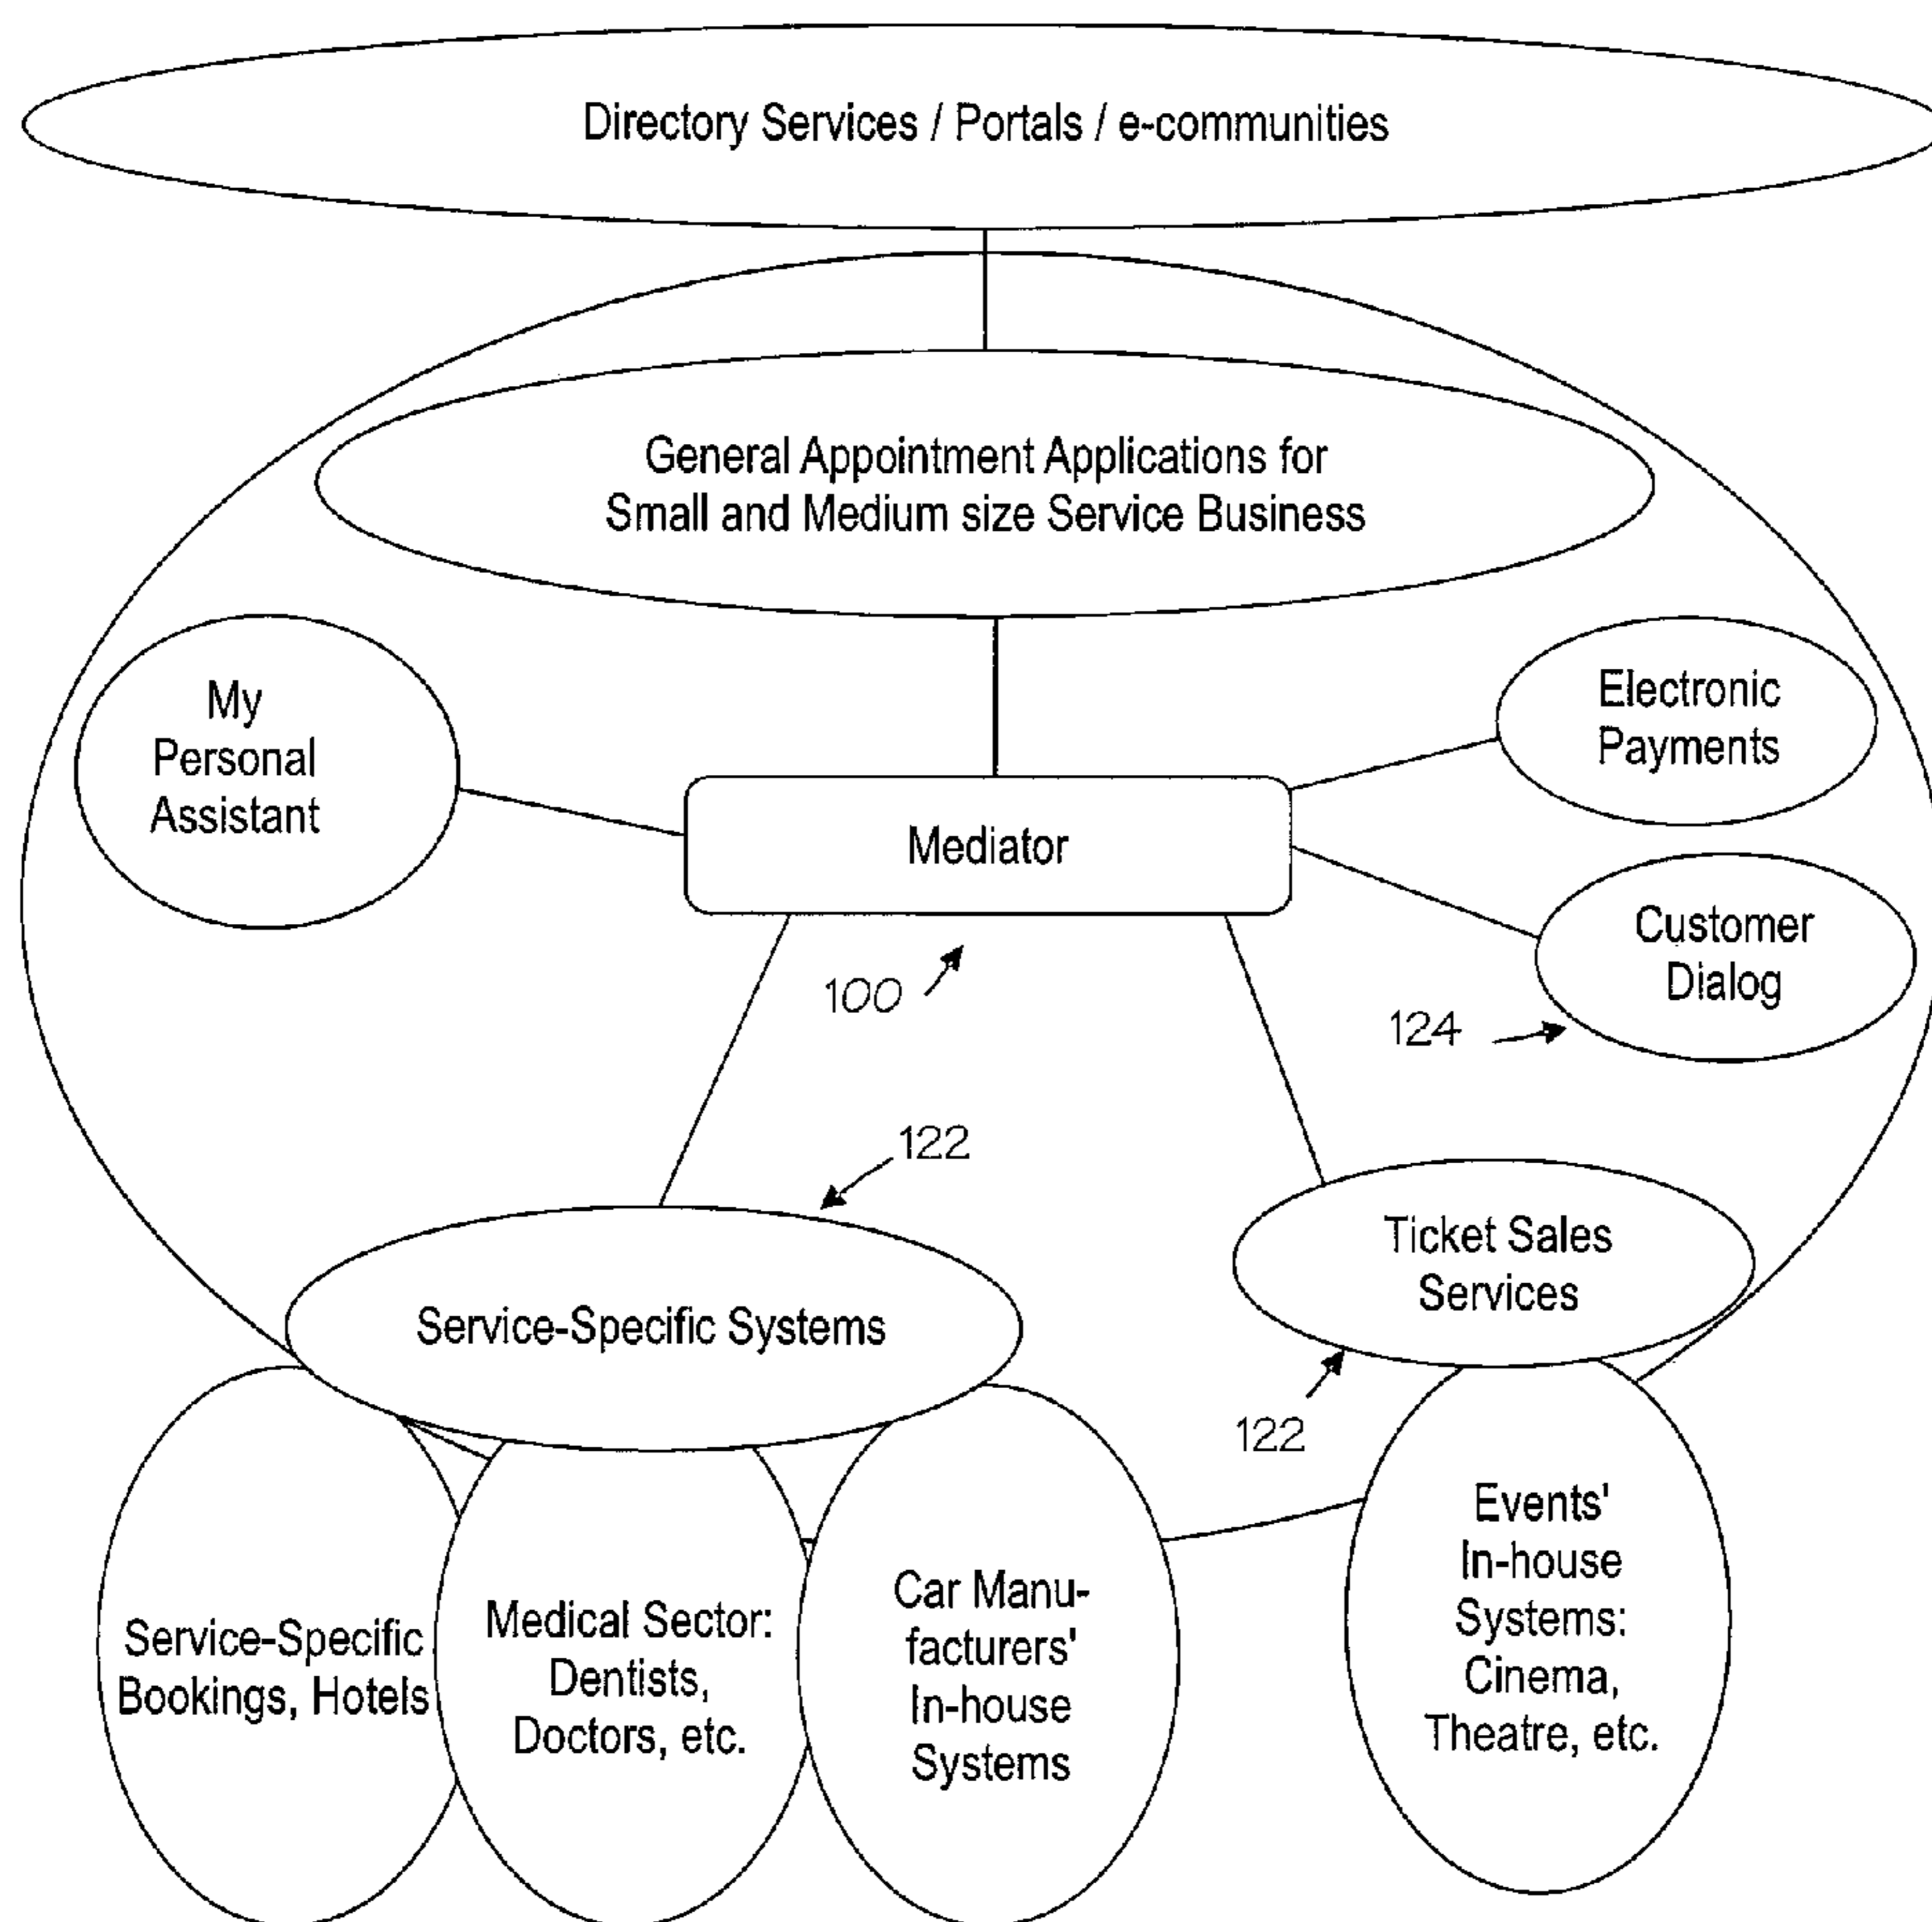 Directory Services / Portals / e-communities
General Appointment Applications for
Small and Medium size Service Business
My
Personal
Assistant
Electronic
Payments
Mediator
Customer
Dialog
100
124
122
Ticket Sales
Services
Service-Specific Systems
122
Service-Specific
Bookings, Hotels
Medical Sector:
Dentists,
Doctors, etc.
Car Manu-
facturers'
In-house
Systems
Events'
In-house
Systems:
Cinema,
Theatre, etc.